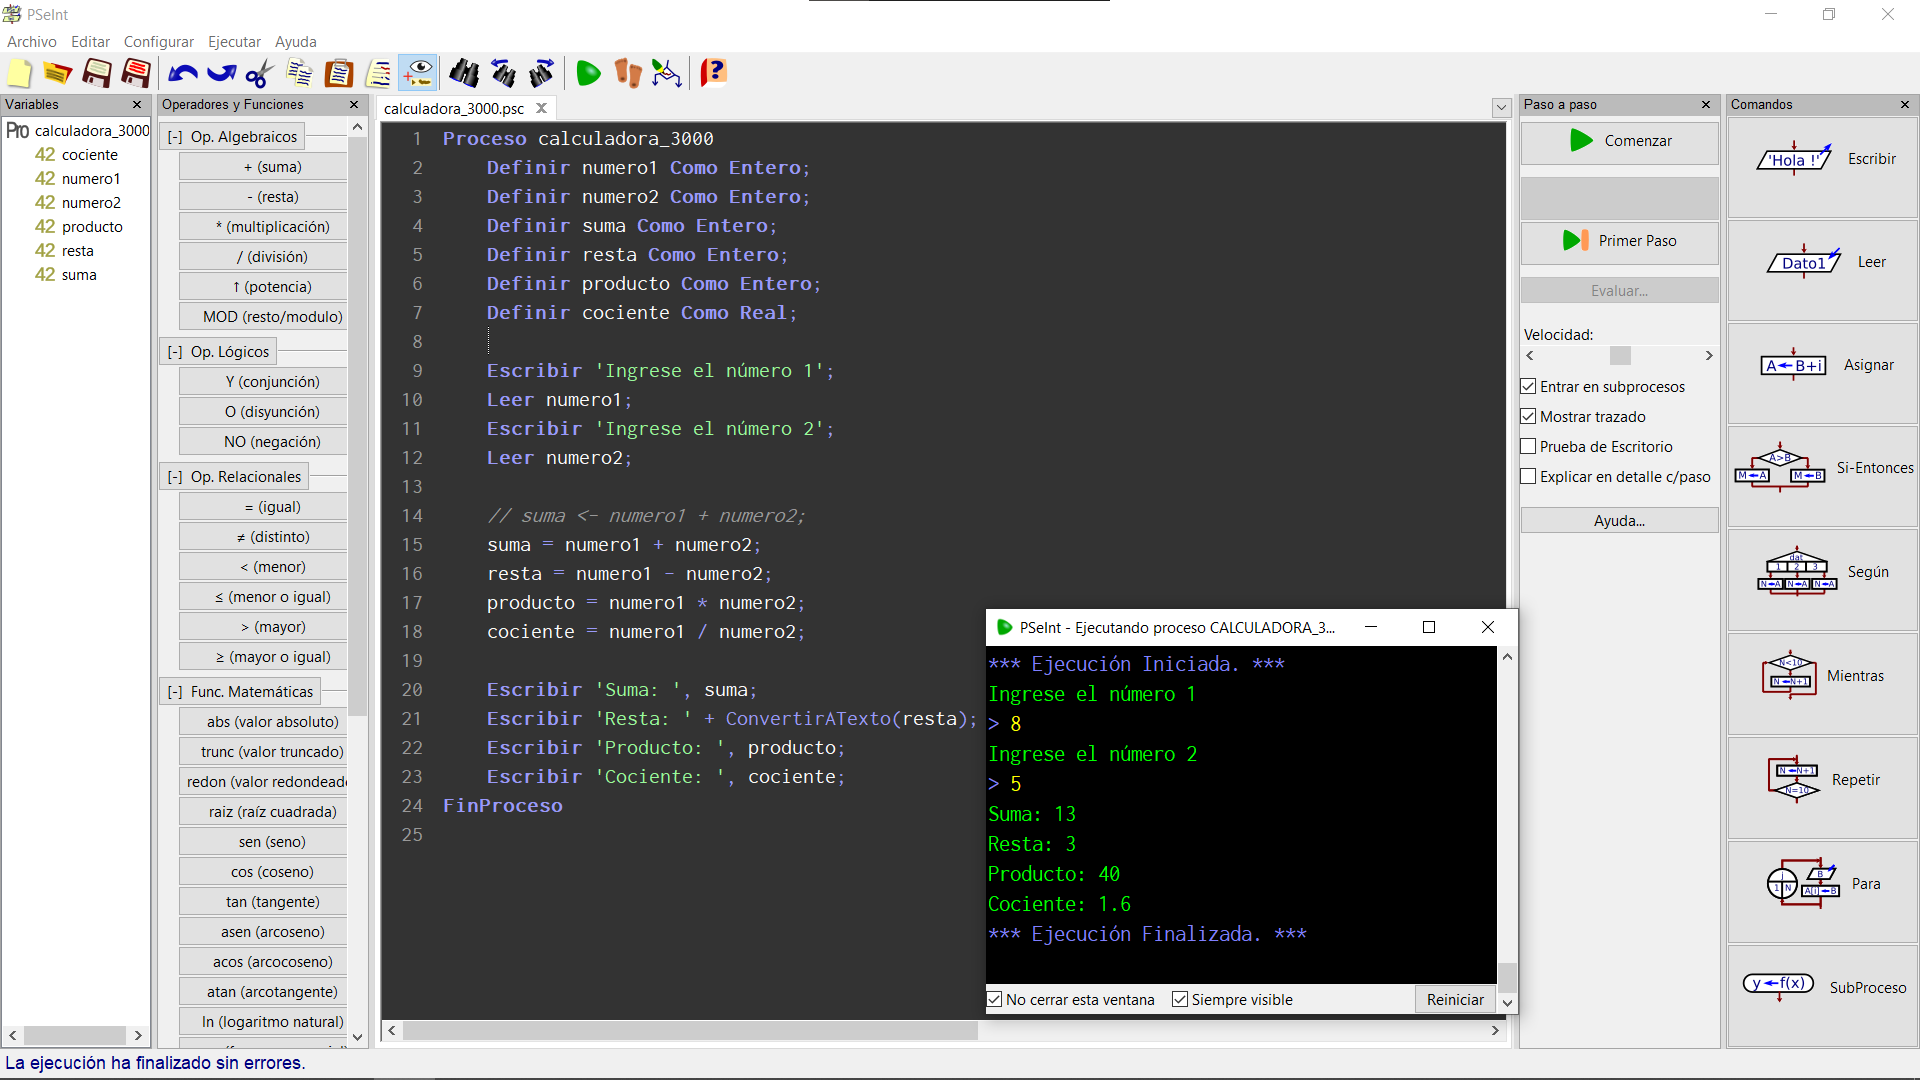 PSeInt
Archivo Editar Configurar Ejecutar Ayuda
Variables
Pro calculadora_3000
42 cociente
42 numero1
42 numero2
42 producto
42 resta
42 suma
Operadores y Funciones
[-] Op. Algebraicos
+ (suma)
- (resta)
* (multiplicación)
/ (división)
↑ (potencia)
MOD (resto/modulo)
[-] Op. Lógicos
Y (conjunción)
O (disyunción)
NO (negación)
[-] Op. Relacionales
= (igual)
≠ (distinto)
< (menor)
≤ (menor o igual)
> (mayor)
≥ (mayor o igual)
[-] Func. Matemáticas
abs (valor absoluto)
trunc (valor truncado)
redon (valor redondeado
raiz (raíz cuadrada)
sen (seno)
cos (coseno)
tan (tangente)
asen (arcoseno)
acos (arcocoseno)
atan (arcotangente)
ln (logaritmo natural)
calculadora_3000.psc
1 Proceso calculadora_3000
2 Definir numero1 Como Entero;
3 Definir numero2 Como Entero;
4 Definir suma Como Entero;
5 Definir resta Como Entero;
6 Definir producto Como Entero;
7 Definir cociente Como Real;
8
9 Escribir 'Ingrese el número 1';
10 Leer numero1;
11 Escribir 'Ingrese el número 2';
12 Leer numero2;
13
14 // suma <- numero1 + numero2;
15 suma = numero1 + numero2;
16 resta = numero1 - numero2;
17 producto = numero1 * numero2;
18 cociente = numero1 / numero2;
19
20 Escribir 'Suma: ', suma;
21 Escribir 'Resta: ' + ConvertirATexto(resta);
22 Escribir 'Producto: ', producto;
23 Escribir 'Cociente: ', cociente;
24 FinProceso
25
PSeInt - Ejecutando proceso CALCULADORA_3...
*** Ejecución Iniciada. ***
Ingrese el número 1
> 8
Ingrese el número 2
> 5
Suma: 13
Resta: 3
Producto: 40
Cociente: 1.6
*** Ejecución Finalizada. ***
No cerrar esta ventana
Siempre visible
Reiniciar
Paso a paso
Comenzar
Primer Paso
Evaluar...
Velocidad:
Entrar en subprocesos
Mostrar trazado
Prueba de Escritorio
Explicar en detalle c/paso
Ayuda...
Comandos
'Hola !' Escribir
Dato1 Leer
A←B+i Asignar
A>B M←A M←B Si-Entonces
dat 1 2 3 N←A N←A N←A Según
N<10 N←N+1 Mientras
N←N+1 N=10 Repetir
i 1 N B A[i]←B Para
y←f(x) SubProceso
La ejecución ha finalizado sin errores.